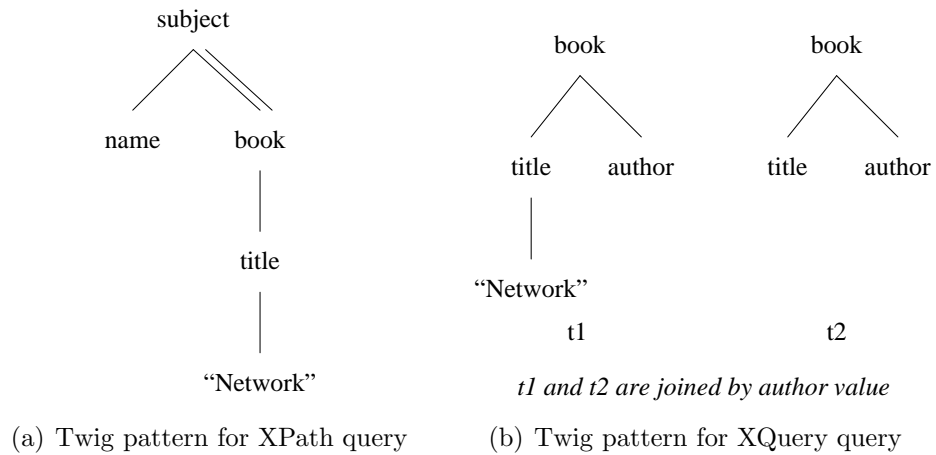 subject
name book
title
“Network”
(a) Twig pattern for XPath query
book book
title author title author
“Network”
t1 t2
t1 and t2 are joined by author value
(b) Twig pattern for XQuery query